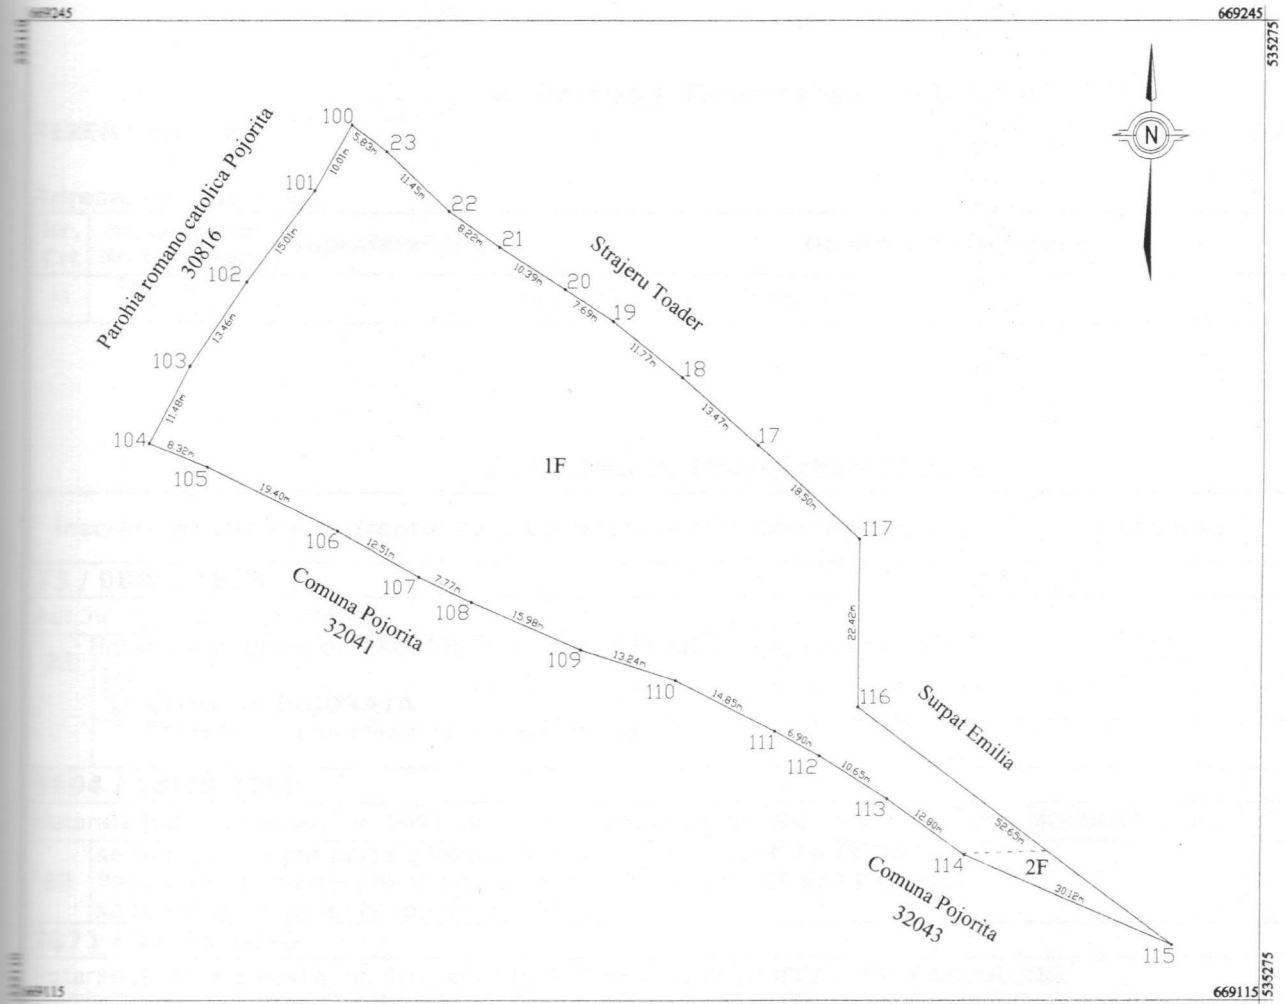 669245
669245
535275
N
100
5.83m
23
10.01m
11.45m
101
22
8.22m
21
Parohia romano catolica Pojorita
30816
15.01m
10.39m
Strajeru Toader
102
20
7.69m
19
13.46m
11.77m
103
18
11.48m
13.47m
104
8.32m
17
105
1F
19.40m
18.50m
106
117
12.51m
107
7.77m
108
Comuna Pojorita
32041
15.98m
22.42m
109
13.24m
110
14.85m
116
Surpat Emilia
111
6.90m
112
10.65m
113
12.80m
52.65m
114
2F
30.12m
Comuna Pojorita
32043
115
535275
669115